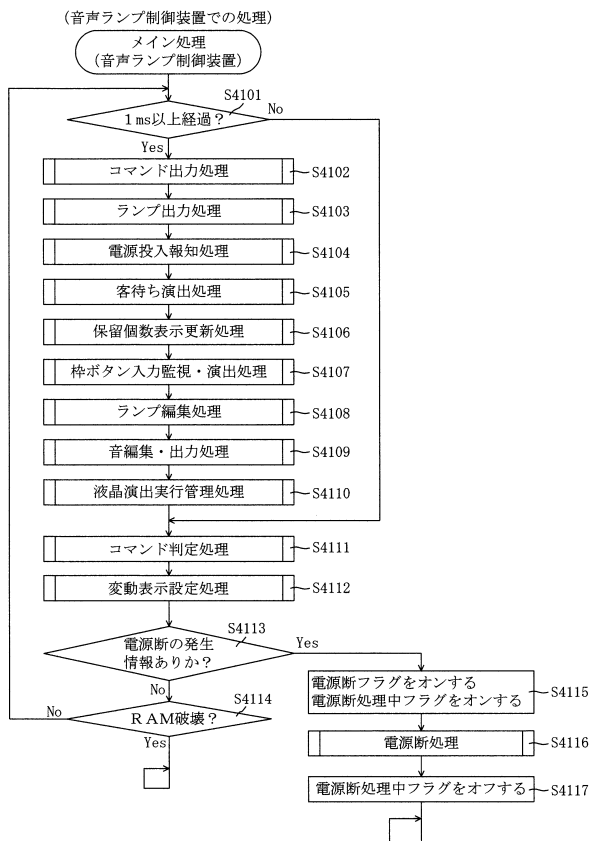 (音声ランプ制御装置での処理)
メイン処理
(音声ランプ制御装置)
S4101
1ms以上経過？
No
Yes
コマンド出力処理
S4102
ランプ出力処理
S4103
電源投入報知処理
S4104
客待ち演出処理
S4105
保留個数表示更新処理
S4106
枠ボタン入力監視・演出処理
S4107
ランプ編集処理
S4108
音編集・出力処理
S4109
液晶演出実行管理処理
S4110
コマンド判定処理
S4111
変動表示設定処理
S4112
S4113
電源断の発生
情報ありか？
Yes
No
S4114
RAM破壊？
No
Yes
電源断フラグをオンする
電源断処理中フラグをオンする
S4115
電源断処理
S4116
電源断処理中フラグをオフする
S4117